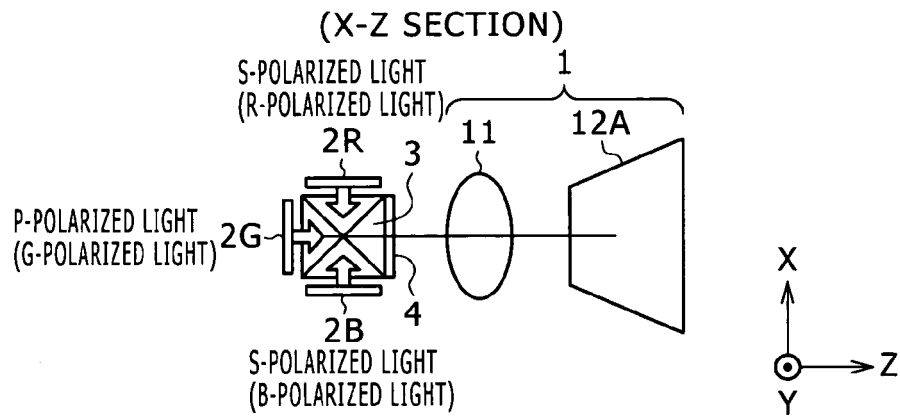 (X-Z SECTION)
S-POLARIZED LIGHT
(R-POLARIZED LIGHT)
1
2R
3
11
12A
P-POLARIZED LIGHT
(G-POLARIZED LIGHT)
2G
2B
4
S-POLARIZED LIGHT
(B-POLARIZED LIGHT)
X
Z
Y